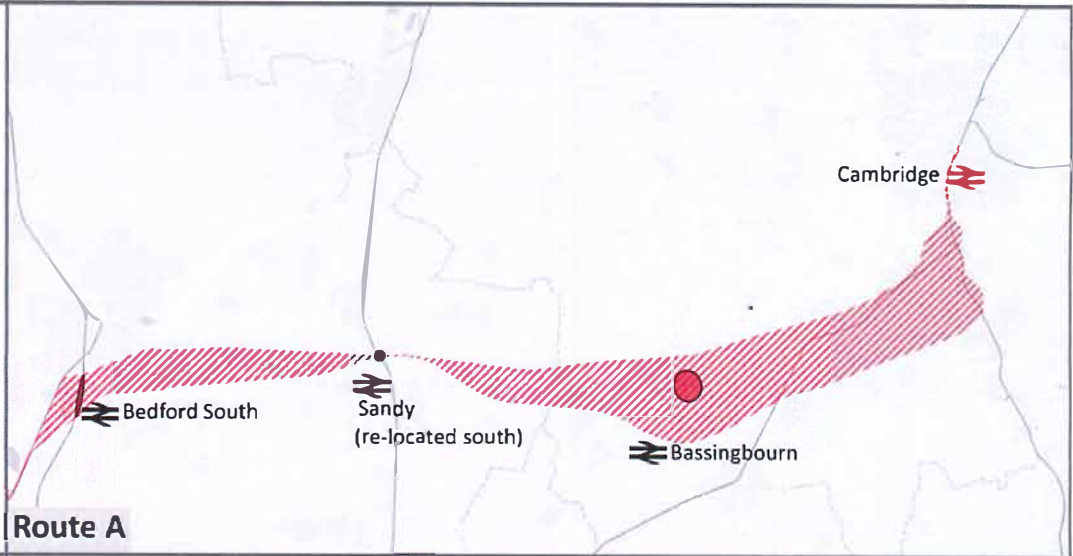 Cambridge
Bedford South
Sandy
(re-located south)
Bassingbourn
Route A